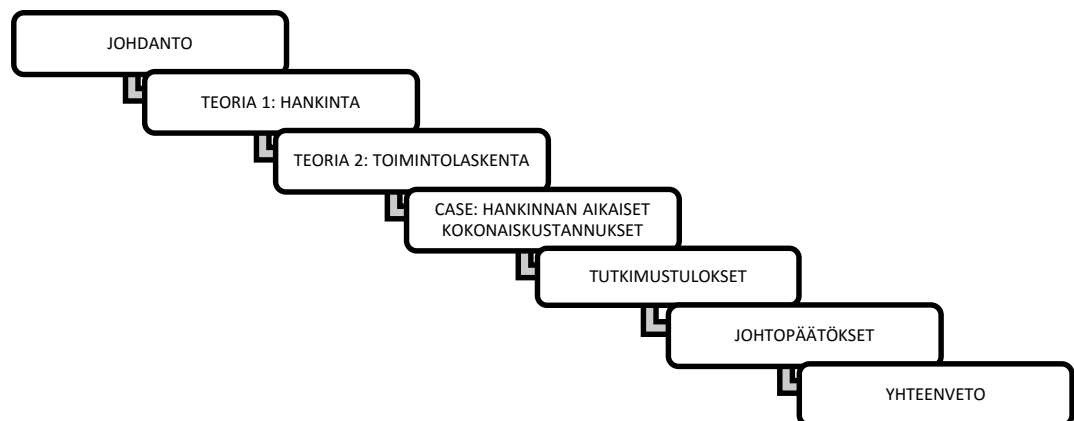 JOHDANTO
TEORIA 1: HANKINTA
TEORIA 2: TOIMINTOLASKENTA
CASE: HANKINNAN AIKAISET
KOKONAISKUSTANNUKSET
TUTKIMUSTULOKSET
JOHTOPÄÄTÖKSET
YHTEENVETO